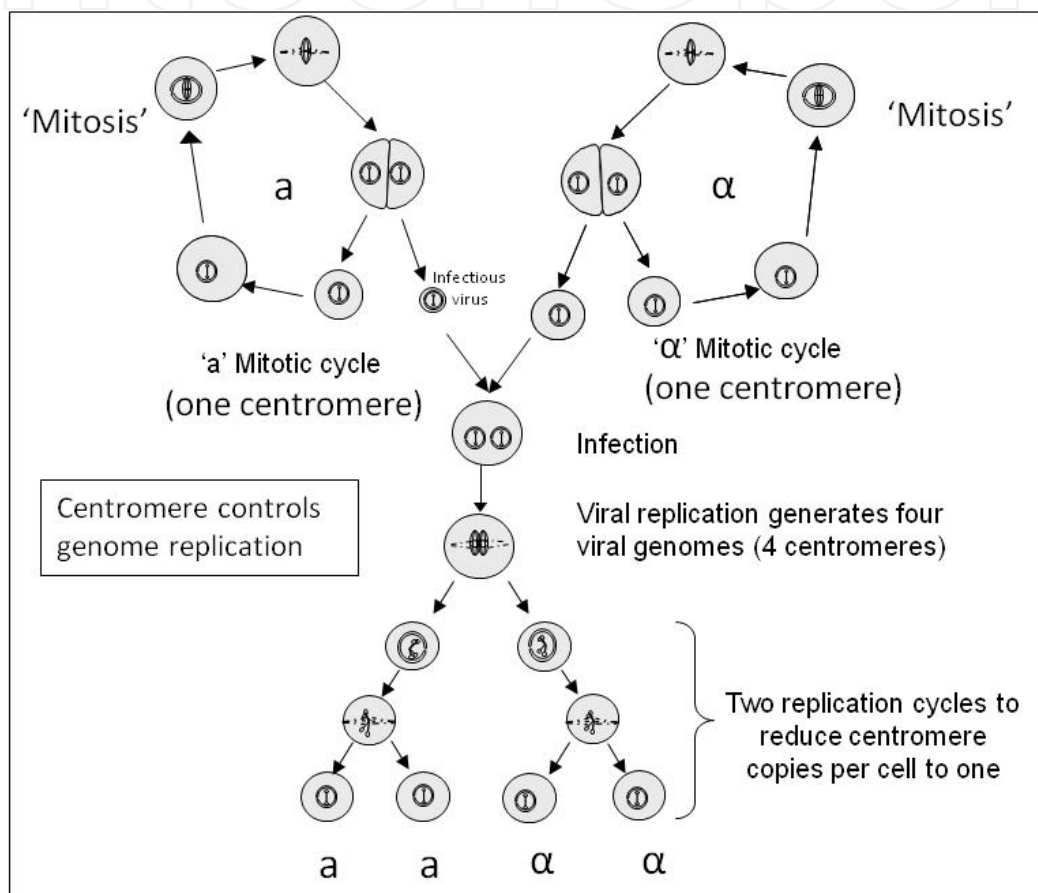 'Mitosis'
'Mitosis'
a
α
Infectious
virus
'a' Mitotic cycle
(one centromere)
'α' Mitotic cycle
(one centromere)
Infection
Centromere controls
genome replication
Viral replication generates four
viral genomes (4 centromeres)
Two replication cycles to
reduce centromere
copies per cell to one
a a α α